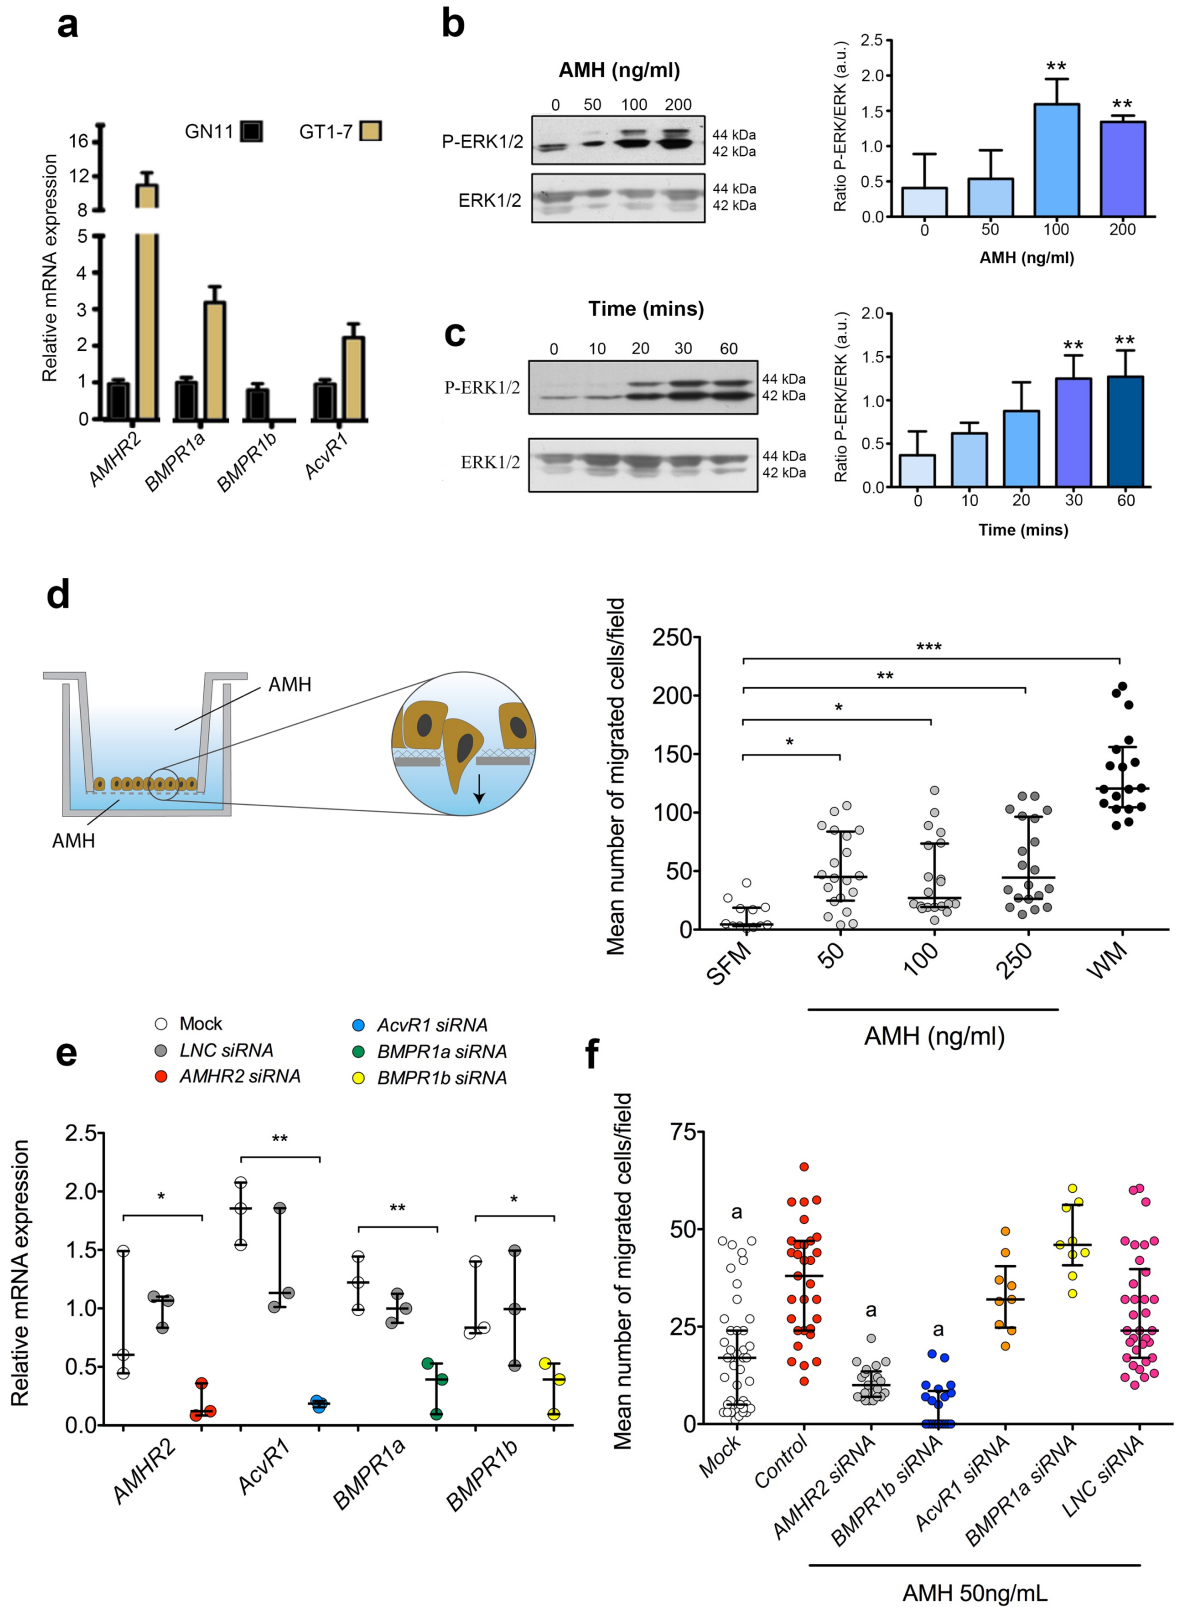 a
GN11
GT1-7
Relative mRNA expression
16
12
8
5
4
3
2
1
0
AMHR2
BMPR1a
BMPR1b
AcvR1
b
AMH (ng/ml)
0 50 100 200
P-ERK1/2
44 kDa
42 kDa
ERK1/2
44 kDa
42 kDa
Ratio P-ERK/ERK (a.u.)
2.5
2.0
1.5
1.0
0.5
0.0
**
**
0 50 100 200
AMH (ng/ml)
c
Time (mins)
0 10 20 30 60
P-ERK1/2
44 kDa
42 kDa
ERK1/2
44 kDa
42 kDa
Ratio P-ERK/ERK (a.u.)
2.0
1.5
1.0
0.5
0.0
**
**
0 10 20 30 60
Time (mins)
d
AMH
AMH
Mean number of migrated cells/field
250
200
150
100
50
0
***
**
*
*
SFM
50
100
250
WM
AMH (ng/ml)
e
Mock
LNC siRNA
AMHR2 siRNA
AcvR1 siRNA
BMPR1a siRNA
BMPR1b siRNA
Relative mRNA expression
2.5
2.0
1.5
1.0
0.5
0.0
*
**
**
*
AMHR2
AcvR1
BMPR1a
BMPR1b
f
Mean number of migrated cells/field
75
50
25
0
a
a
a
Mock
Control
AMHR2 siRNA
BMPR1b siRNA
AcvR1 siRNA
BMPR1a siRNA
LNC siRNA
AMH 50ng/mL